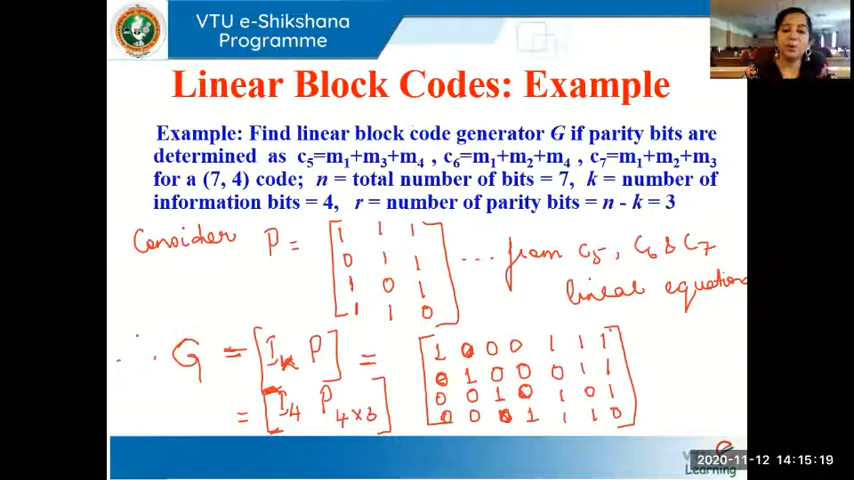 VTU e-Shikshana
Programme
Linear Block Codes: Example
Example: Find linear block code generator G if parity bits are
determined as c₅=m₁+m₃+m₄ , c₆=m₁+m₂+m₄ , c₇=m₁+m₂+m₃
for a (7, 4) code; n = total number of bits = 7, k = number of
information bits = 4, r = number of parity bits = n - k = 3
Consider P = [1 1 1 ... from c5, c6 & c7
0 1 1
1 0 1 linear equations
1 1 0]
∴ G = [Ik P] = [1 0 0 0 1 1 1
0 1 0 0 0 1 1
= [I4 P4×3] 0 0 1 0 1 0 1
0 0 0 1 1 1 0]
e
Learning
2020-11-12 14:15:19